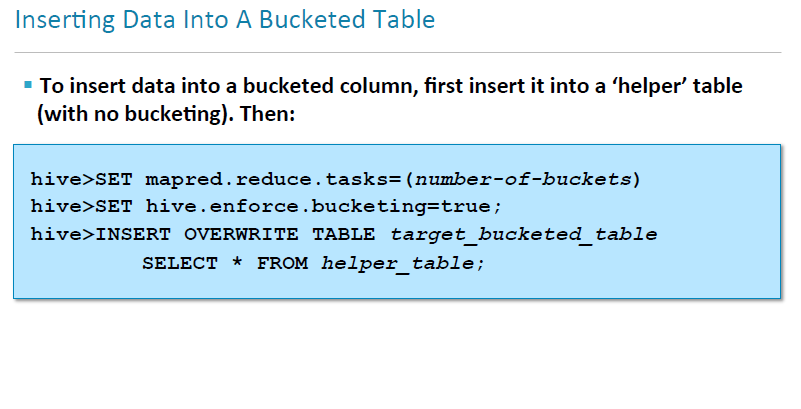 Inserting Data Into A Bucketed Table
▪ To insert data into a bucketed column, first insert it into a ‘helper’ table
(with no bucketing). Then:
hive>SET mapred.reduce.tasks=(number-of-buckets)
hive>SET hive.enforce.bucketing=true;
hive>INSERT OVERWRITE TABLE target_bucketed_table
SELECT * FROM helper_table;